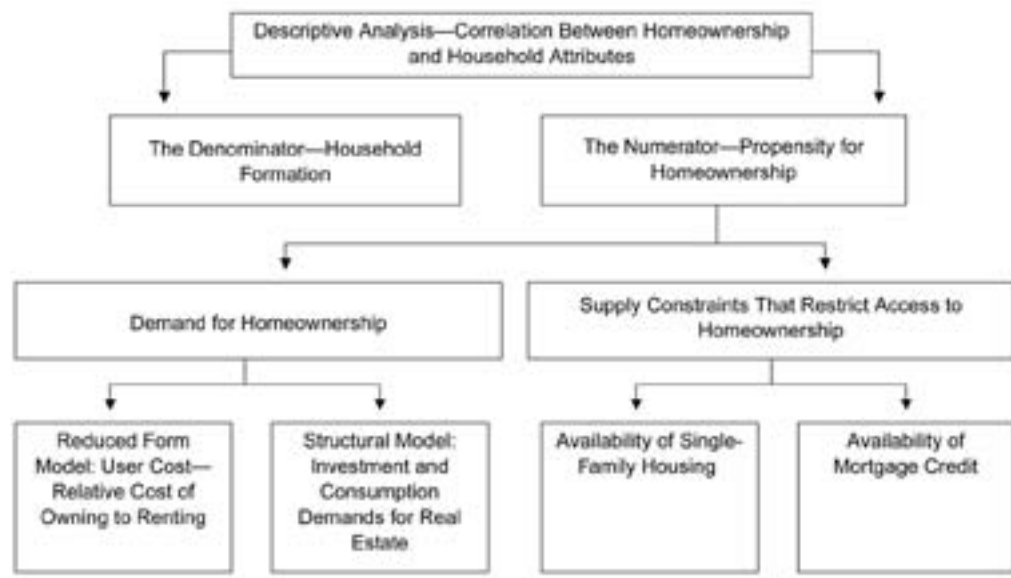 Descriptive Analysis—Correlation Between Homeownership
and Household Attributes
The Denominator—Household
Formation
The Numerator—Propensity for
Homeownership
Demand for Homeownership
Supply Constraints That Restrict Access to
Homeownership
Reduced Form
Model: User Cost—
Relative Cost of
Owning to Renting
Structural Model:
Investment and
Consumption
Demands for Real
Estate
Availability of Single-
Family Housing
Availability of
Mortgage Credit